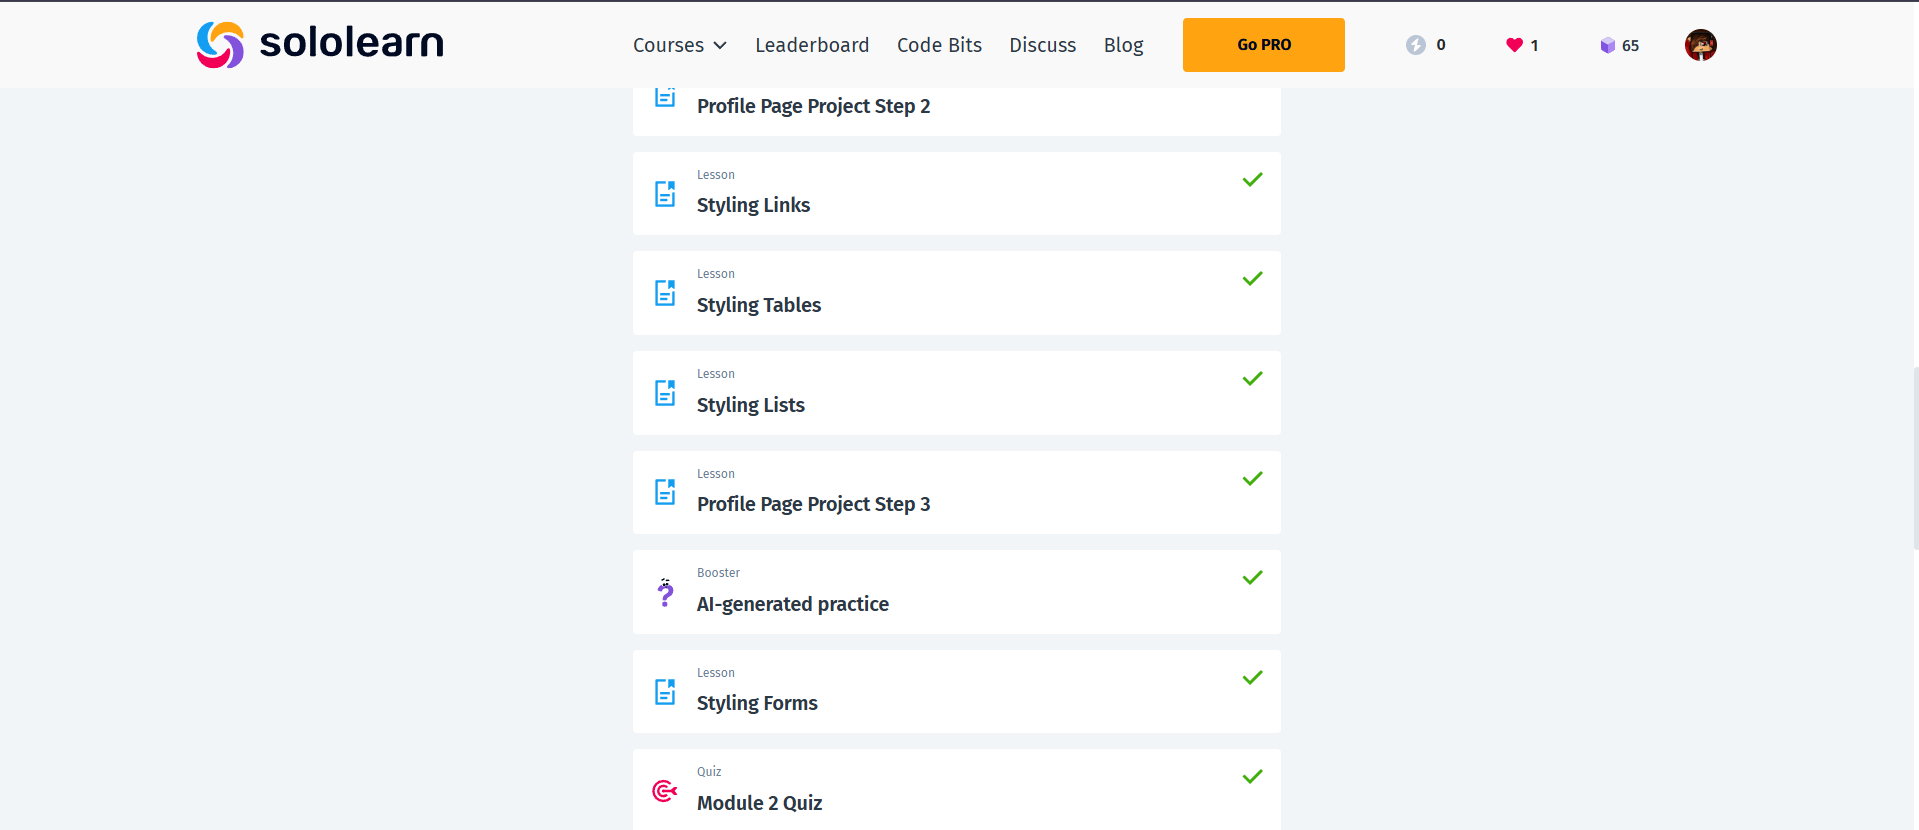 sololearn
Courses Leaderboard Code Bits Discuss Blog Go PRO 0 1 65
Profile Page Project Step 2
Lesson
Styling Links
Lesson
Styling Tables
Lesson
Styling Lists
Lesson
Profile Page Project Step 3
Booster
AI-generated practice
Lesson
Styling Forms
Quiz
Module 2 Quiz